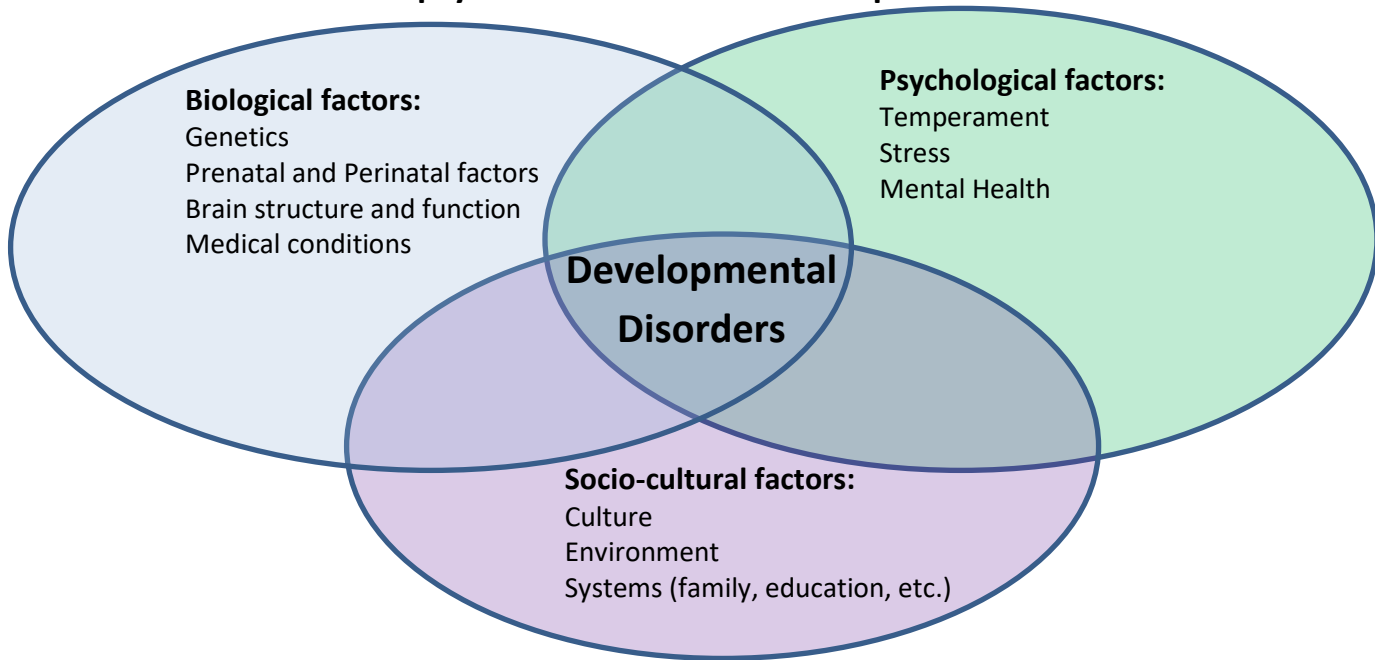 Biological factors:
Genetics
Prenatal and Perinatal factors
Brain structure and function
Medical conditions
Psychological factors:
Temperament
Stress
Mental Health
Developmental
Disorders
Socio-cultural factors:
Culture
Environment
Systems (family, education, etc.)